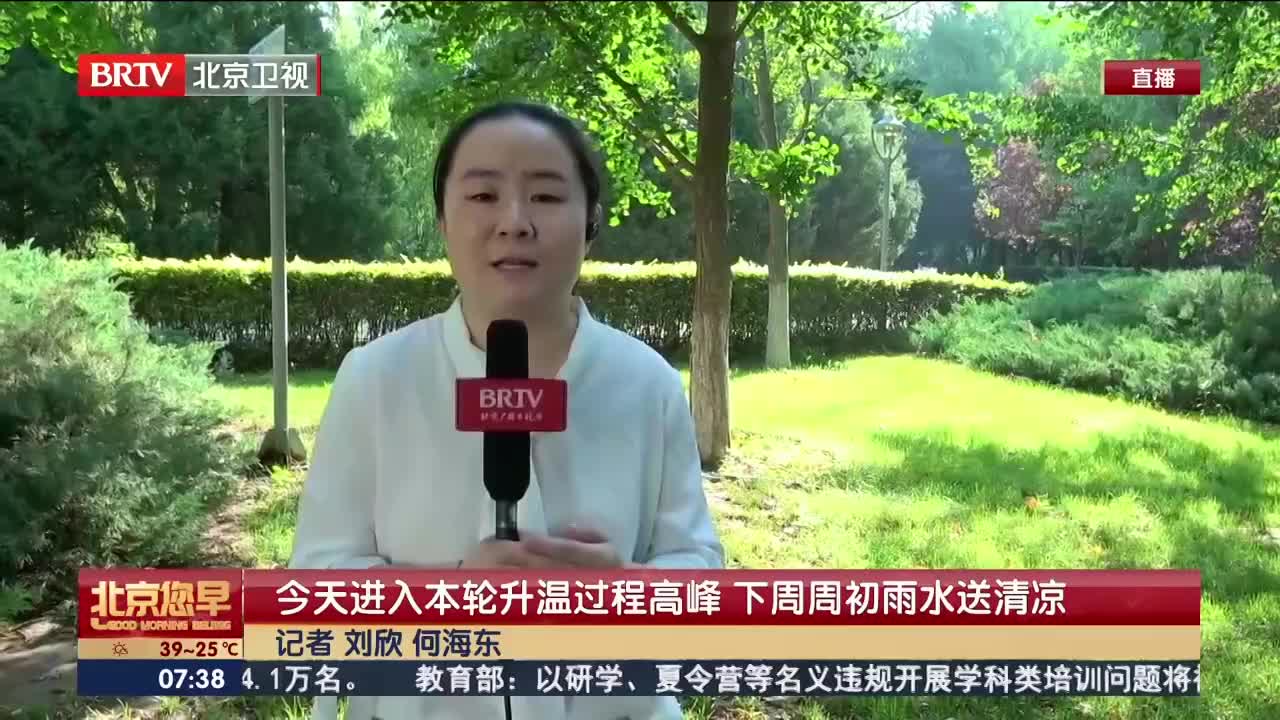 BRTV 北京卫视
直播
BRTV
北京您早
GOOD MORNING BEIJING
今天进入本轮升温过程高峰 下周周初雨水送清凉
记者 刘欣 何海东
39~25℃
07:38 4.1万名。 教育部：以研学、夏令营等名义违规开展学科类培训问题将